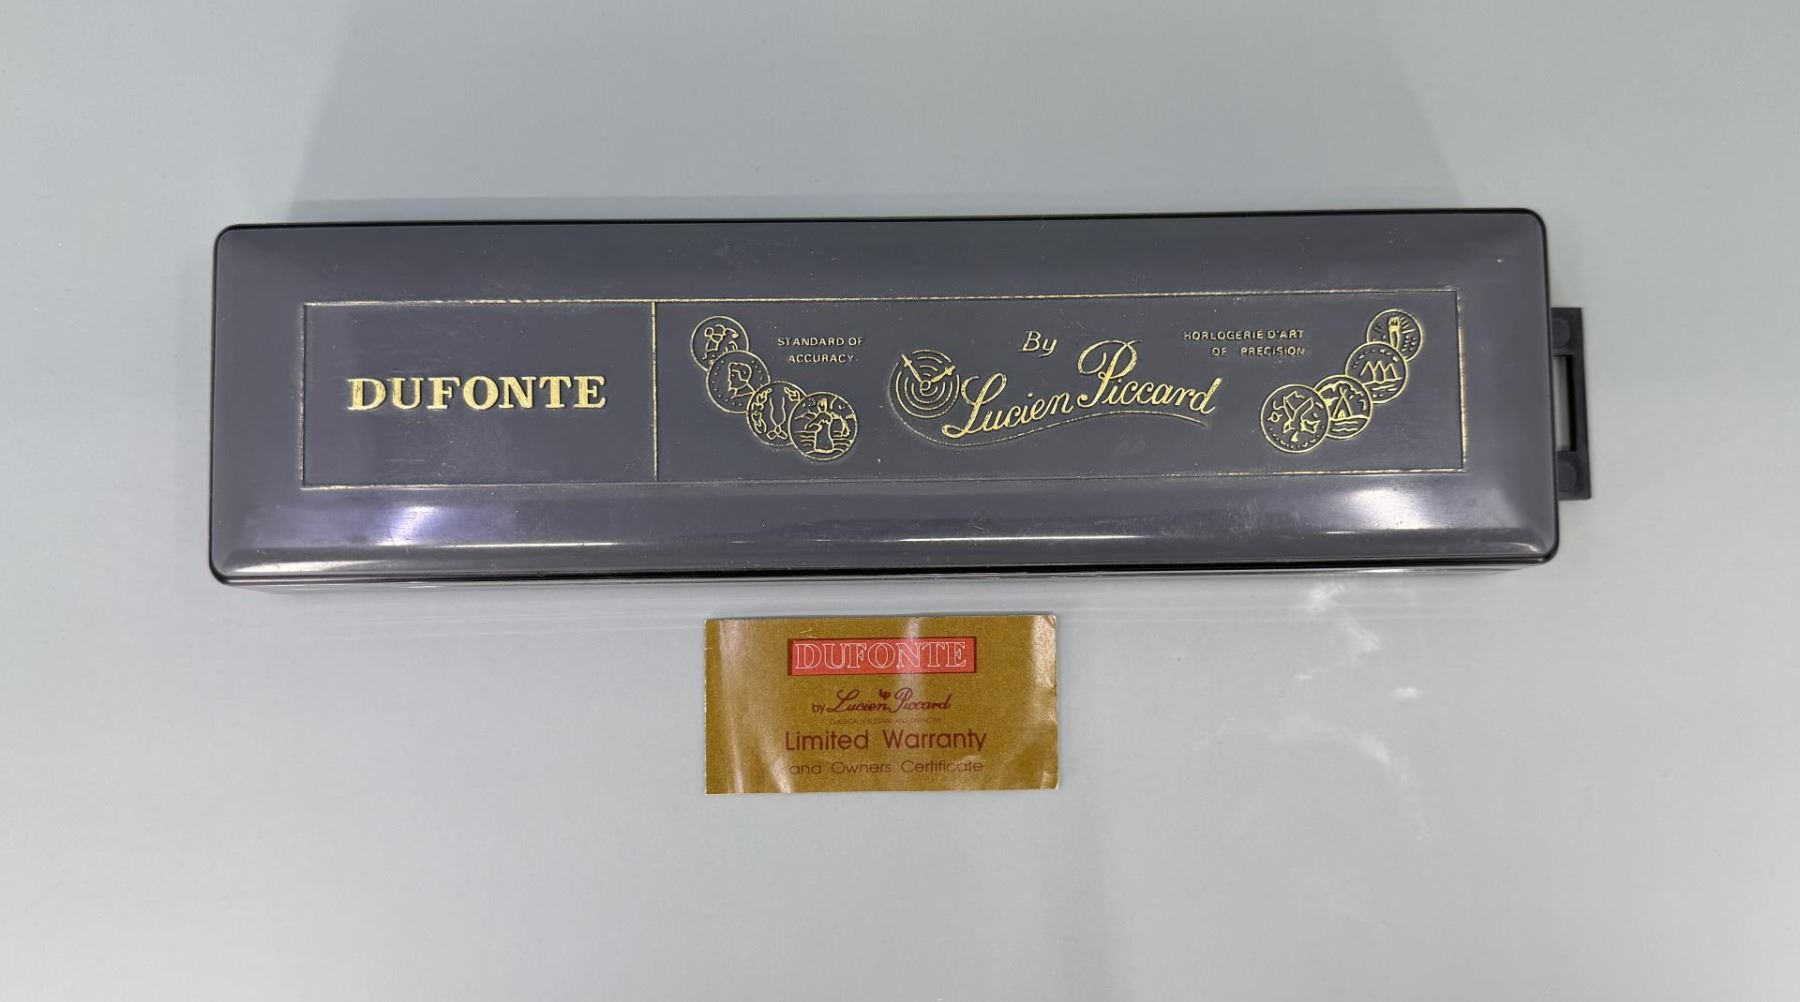 DUFONTE
STANDARD OF
ACCURACY.
By
Lucien Piccard
HORLOGERIE D'ART
DE PRECISION
DUFONTE
lp
by Lucien Piccard
Limited Warranty
and Owners Certificate